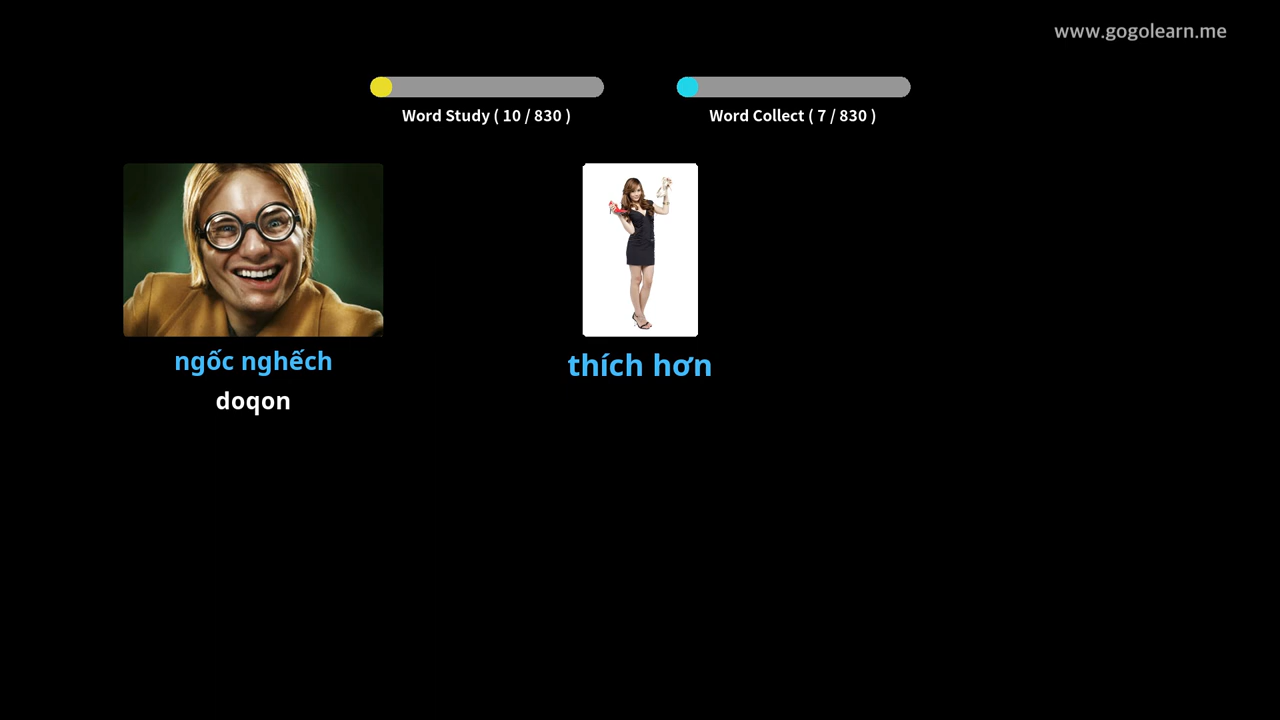 www.gogolearn.me
Word Study ( 10 / 830 )
Word Collect ( 7 / 830 )
ngốc nghếch
doqon
thích hơn